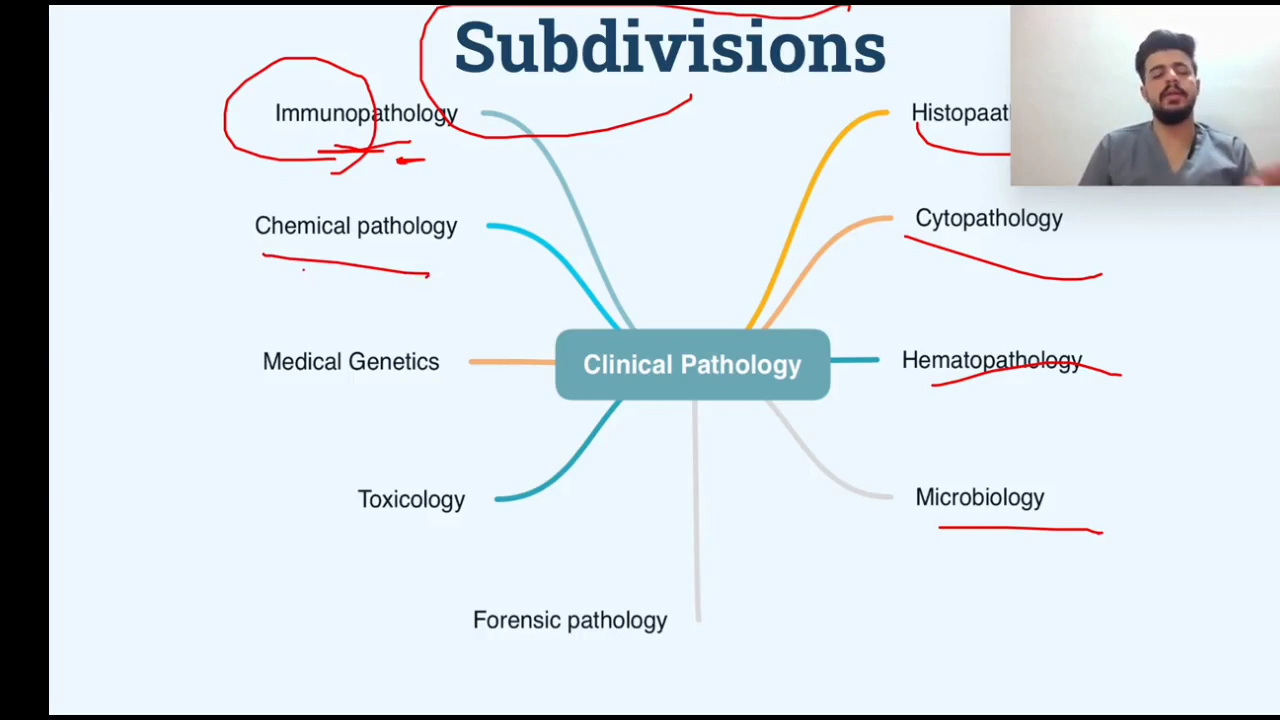 Subdivisions
Immunopathology
Chemical pathology
Medical Genetics
Toxicology
Forensic pathology
Clinical Pathology
Cytopathology
Hematopathology
Microbiology